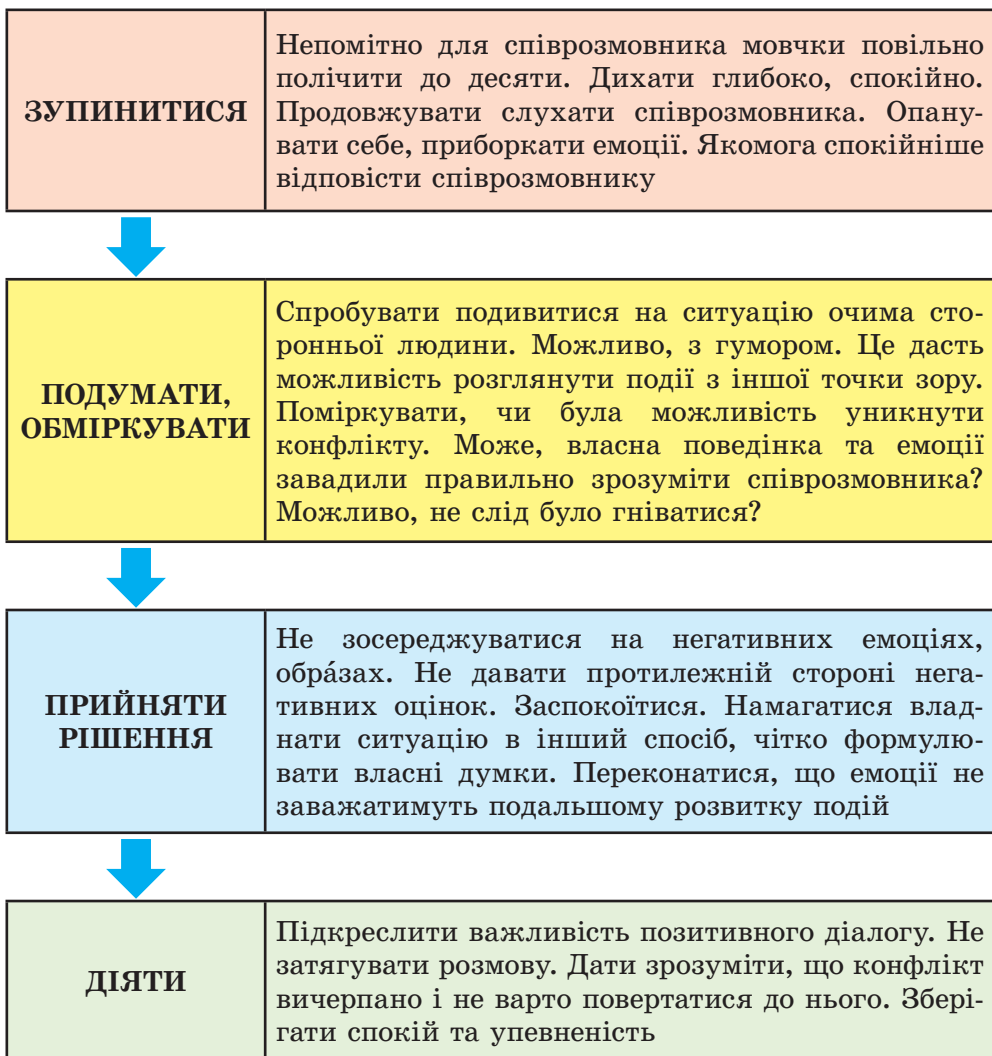 ЗУПИНИТИСЯ
Непомітно для співрозмовника мовчки повільно
полічити до десяти. Дихати глибоко, спокійно.
Продовжувати слухати співрозмовника. Опану-
вати себе, приборкати емоції. Якомога спокійніше
відповісти співрозмовнику
ПОДУМАТИ,
ОБМІРКУВАТИ
Спробувати подивитися на ситуацію очима сто-
ронньої людини. Можливо, з гумором. Це дасть
можливість розглянути події з іншої точки зору.
Поміркувати, чи була можливість уникнути
конфлікту. Може, власна поведінка та емоції
завадили правильно зрозуміти співрозмовника?
Можливо, не слід було гніватися?
ПРИЙНЯТИ
РІШЕННЯ
Не зосереджуватися на негативних емоціях,
обрáзах. Не давати протилежній стороні нега-
тивних оцінок. Заспокоїтися. Намагатися влад-
нати ситуацію в інший спосіб, чітко формулю-
вати власні думки. Переконатися, що емоції не
заважатимуть подальшому розвитку подій
ДІЯТИ
Підкреслити важливість позитивного діалогу. Не
затягувати розмову. Дати зрозуміти, що конфлікт
вичерпано і не варто повертатися до нього. Збері-
гати спокій та упевненість